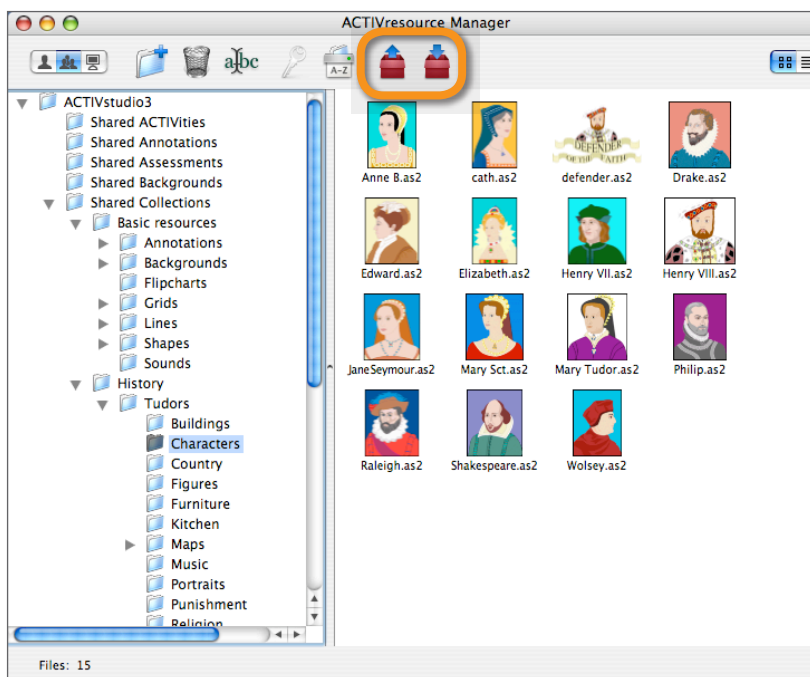 ACTIVresource Manager
aIbc
A-Z
ACTIVstudio3
Shared ACTIVities
Shared Annotations
Shared Assessments
Shared Backgrounds
Shared Collections
Basic resources
Annotations
Backgrounds
Flipcharts
Grids
Lines
Shapes
Sounds
History
Tudors
Buildings
Characters
Country
Figures
Furniture
Kitchen
Maps
Music
Portraits
Punishment
Religion
DEFENDER
OF THE FAITH
Anne B.as2 cath.as2 defender.as2 Drake.as2
Edward.as2 Elizabeth.as2 Henry VII.as2 Henry VIII.as2
JaneSeymour.as2 Mary Sct.as2 Mary Tudor.as2 Philip.as2
Raleigh.as2 Shakespeare.as2 Wolsey.as2
Files: 15